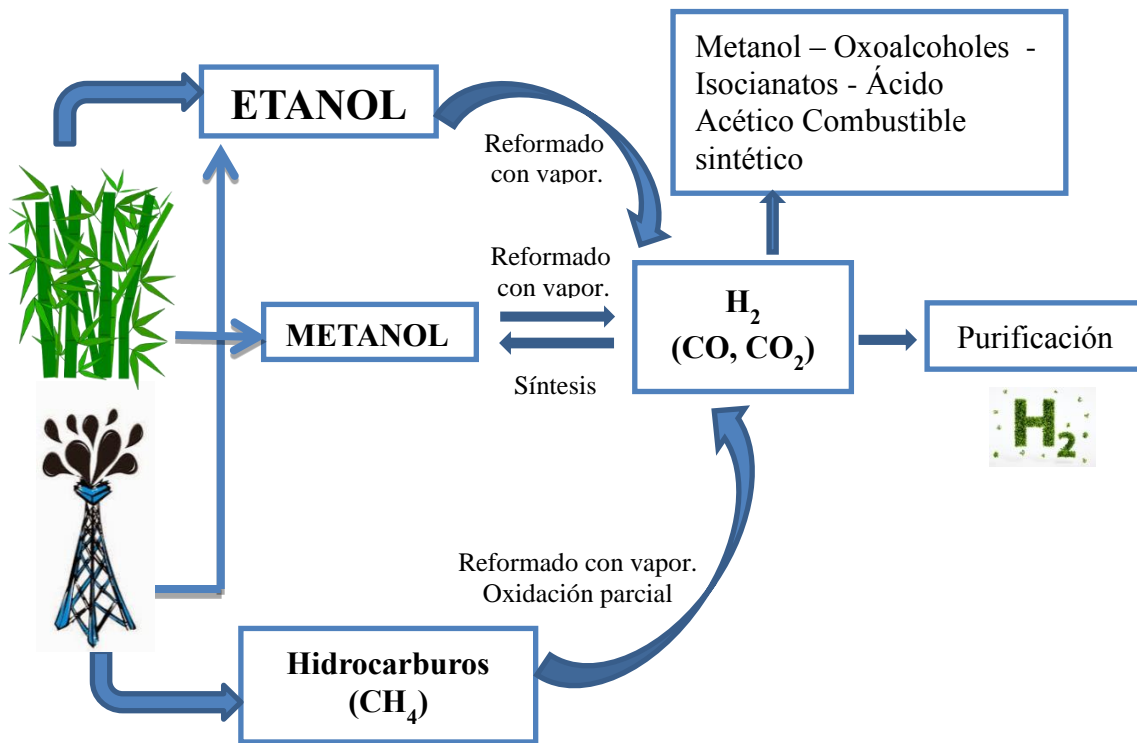 ETANOL
Reformado
con vapor.
Metanol – Oxoalcoholes -
Isocianatos - Ácido
Acético Combustible
sintético
METANOL
Reformado
con vapor.
Síntesis
H₂
(CO, CO₂)
Purificación
H₂
Reformado con vapor.
Oxidación parcial
Hidrocarburos
(CH₄)